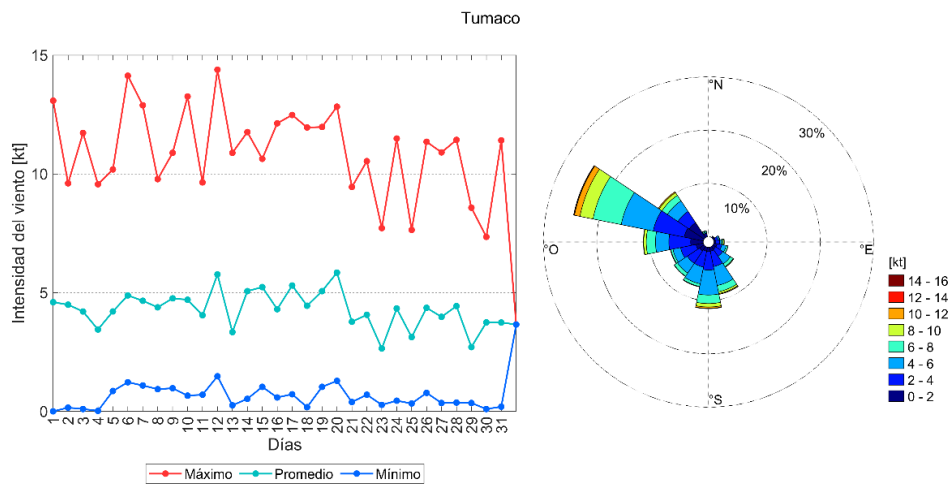 Tumaco
Intensidad del viento [kt]
15
10
5
0
1 2 3 4 5 6 7 8 9 10 11 12 13 14 15 16 17 18 19 20 21 22 23 24 25 26 27 28 29 30 31
Días
Máximo Promedio Mínimo
°N
30%
20%
10%
°O
°E
°S
[kt]
14 - 16
12 - 14
10 - 12
8 - 10
6 - 8
4 - 6
2 - 4
0 - 2